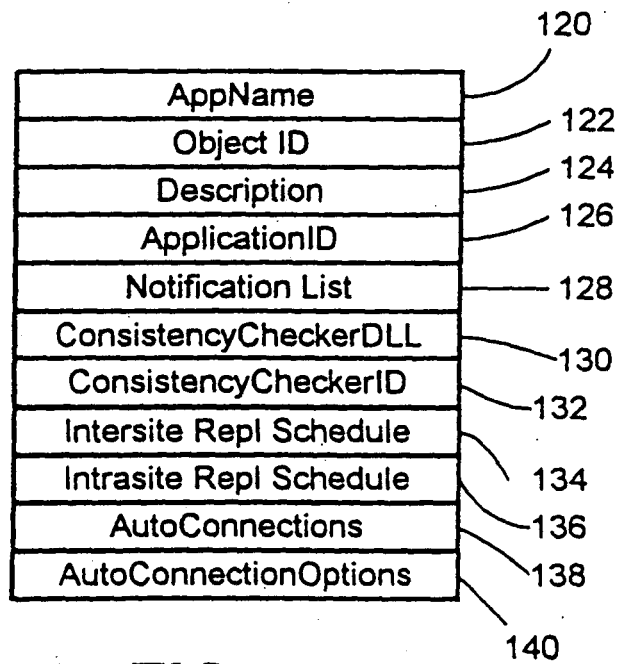 120
AppName
Object ID 122
Description 124
ApplicationID 126
Notification List 128
ConsistencyCheckerDLL 130
ConsistencyCheckerID 132
Intersite Repl Schedule 134
Intrasite Repl Schedule 136
AutoConnections 138
AutoConnectionOptions
140